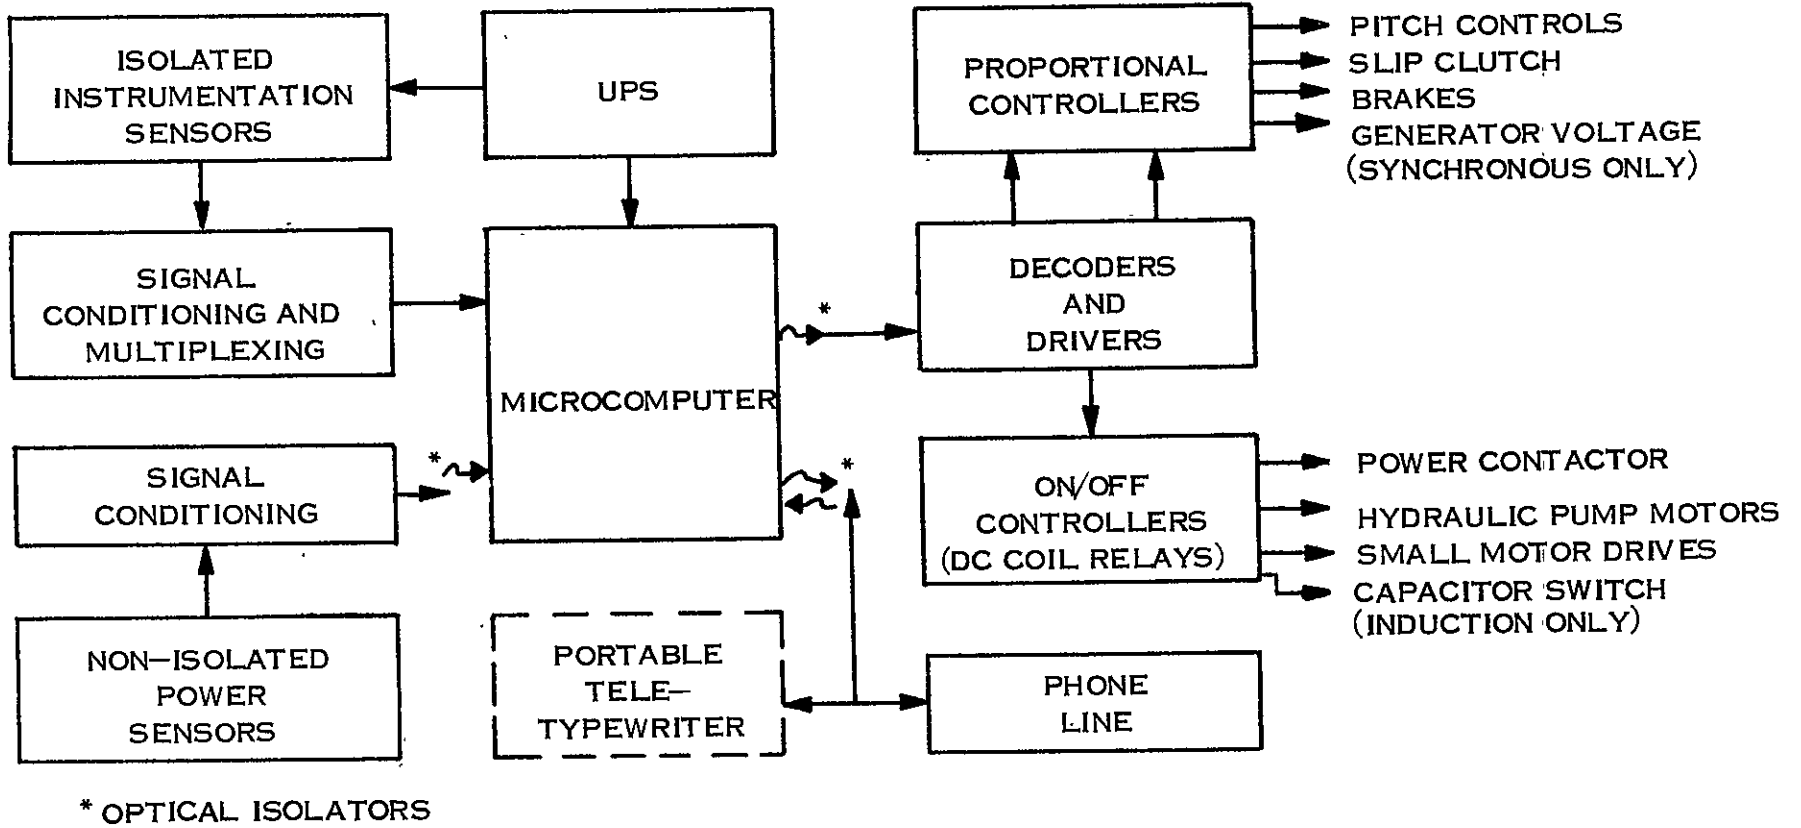 ISOLATED
INSTRUMENTATION
SENSORS
UPS
PROPORTIONAL
CONTROLLERS
PITCH CONTROLS
SLIP CLUTCH
BRAKES
GENERATOR VOLTAGE
(SYNCHRONOUS ONLY)
SIGNAL
CONDITIONING AND
MULTIPLEXING
MICROCOMPUTER
*
DECODERS
AND
DRIVERS
SIGNAL
CONDITIONING
*
*
ON/OFF
CONTROLLERS
(DC COIL RELAYS)
POWER CONTACTOR
HYDRAULIC PUMP MOTORS
SMALL MOTOR DRIVES
CAPACITOR SWITCH
(INDUCTION ONLY)
NON-ISOLATED
POWER
SENSORS
PORTABLE
TELE-
TYPEWRITER
PHONE
LINE
* OPTICAL ISOLATORS